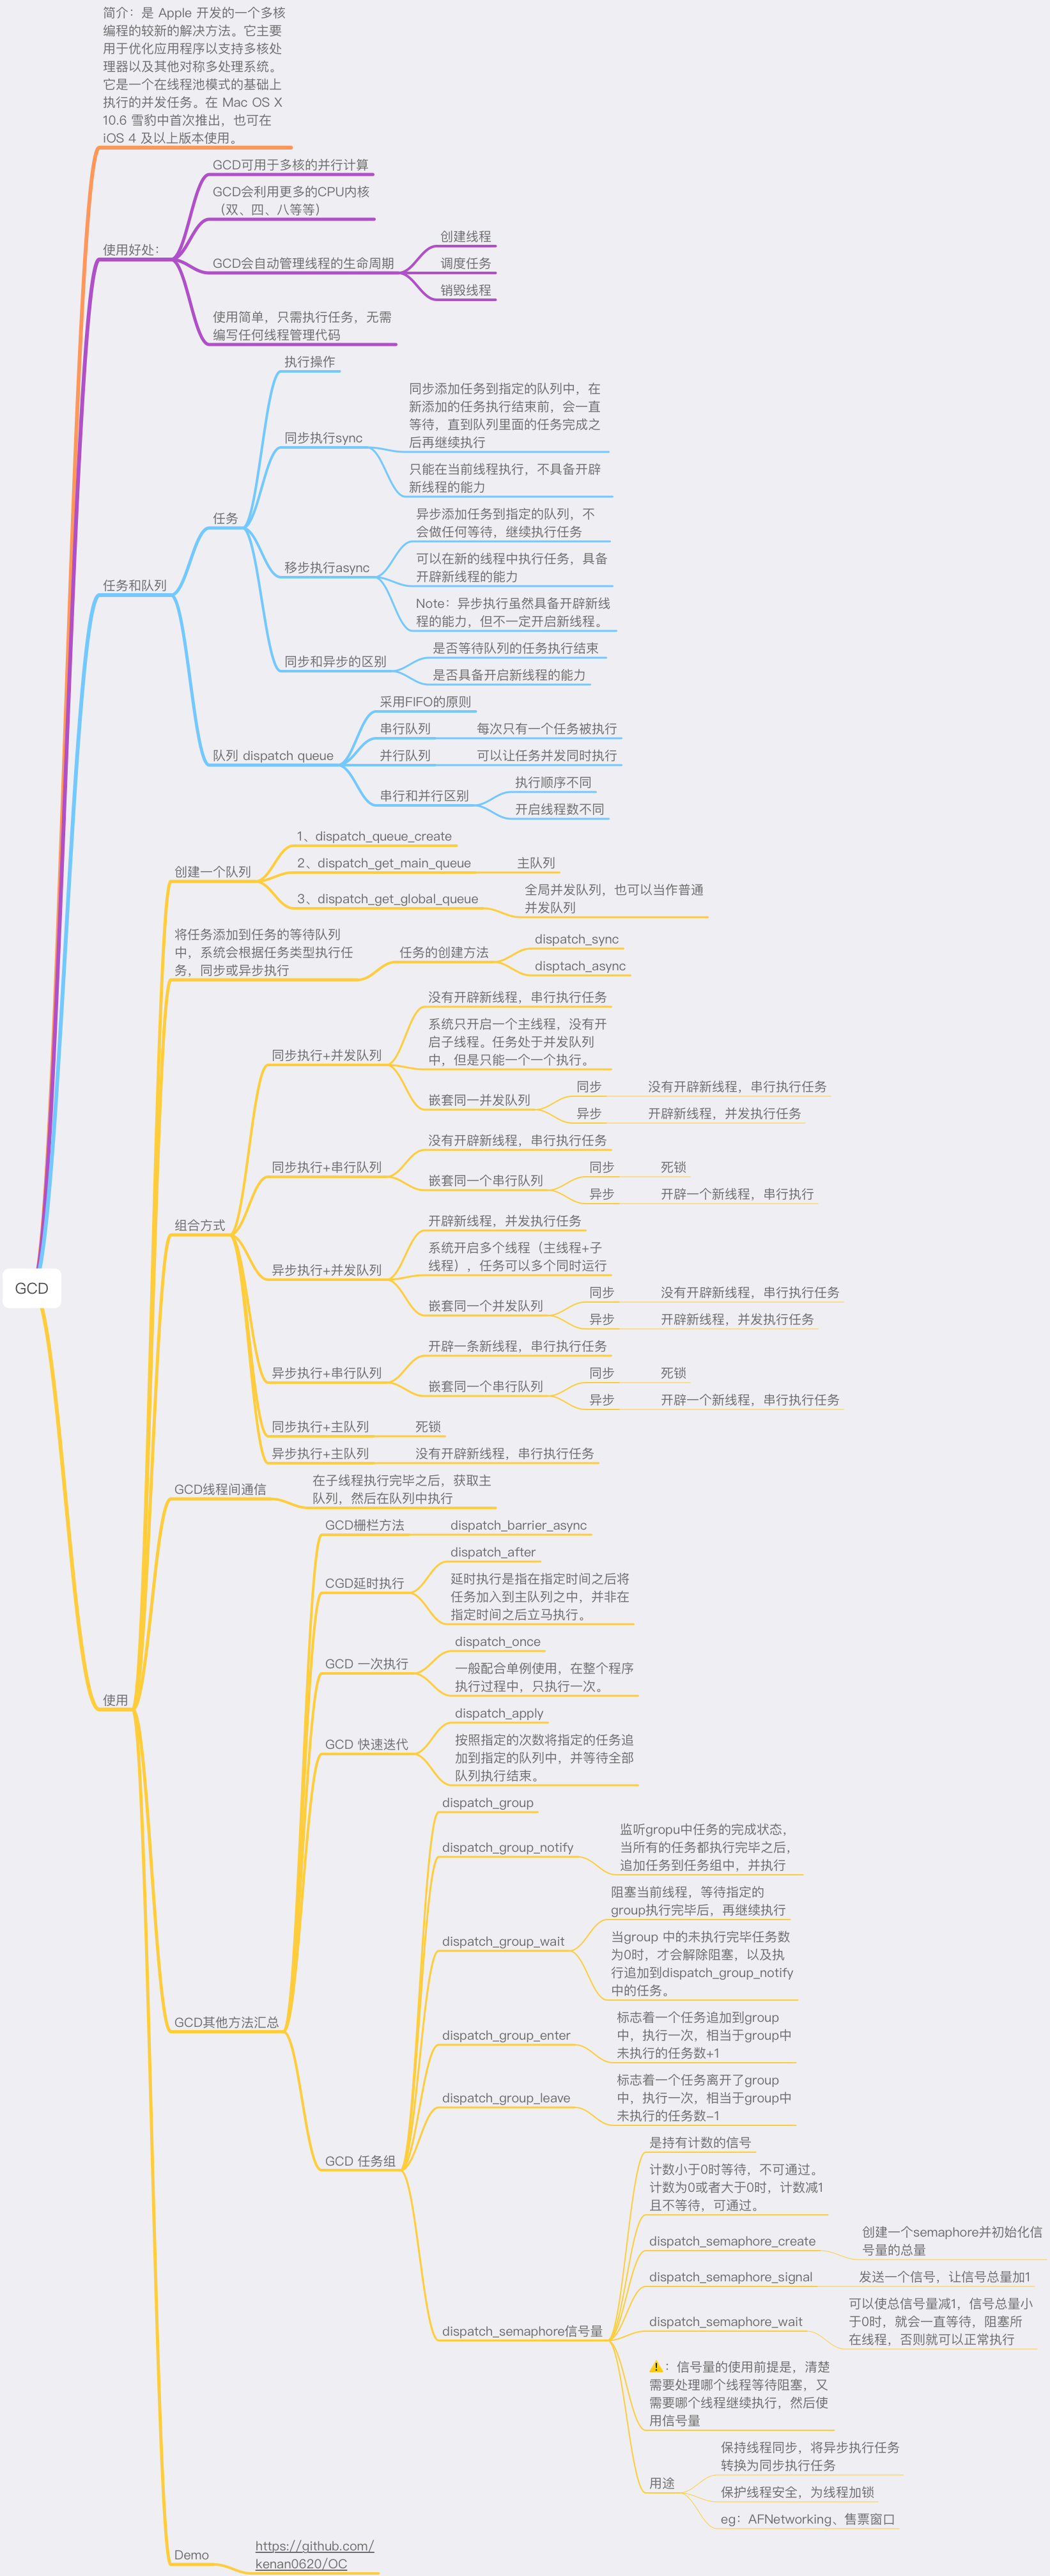 简介：是 Apple 开发的一个多核
编程的较新的解决方法。它主要
用于优化应用程序以支持多核处
理器以及其他对称多处理系统。
它是一个在线程池模式的基础上
执行的并发任务。在 Mac OS X
10.6 雪豹中首次推出，也可在
iOS 4 及以上版本使用。
GCD可用于多核的并行计算
GCD会利用更多的CPU内核
（双、四、八等等）
使用好处：
GCD会自动管理线程的生命周期
创建线程
调度任务
销毁线程
使用简单，只需执行任务，无需
编写任何线程管理代码
任务和队列
任务
执行操作
同步执行sync
同步添加任务到指定的队列中，在
新添加的任务执行结束前，会一直
等待，直到队列里面的任务完成之
后再继续执行
只能在当前线程执行，不具备开辟
新线程的能力
移步执行async
异步添加任务到指定的队列，不
会做任何等待，继续执行任务
可以在新的线程中执行任务，具备
开辟新线程的能力
Note：异步执行虽然具备开辟新线
程的能力，但不一定开启新线程。
同步和异步的区别
是否等待队列的任务执行结束
是否具备开启新线程的能力
队列 dispatch queue
采用FIFO的原则
串行队列
每次只有一个任务被执行
并行队列
可以让任务并发同时执行
串行和并行区别
执行顺序不同
开启线程数不同
GCD
使用
创建一个队列
1、dispatch_queue_create
2、dispatch_get_main_queue
主队列
3、dispatch_get_global_queue
全局并发队列，也可以当作普通
并发队列
将任务添加到任务的等待队列
中，系统会根据任务类型执行任
务，同步或异步执行
任务的创建方法
dispatch_sync
disptach_async
组合方式
同步执行+并发队列
没有开辟新线程，串行执行任务
系统只开启一个主线程，没有开
启子线程。任务处于并发队列
中，但是只能一个一个执行。
嵌套同一并发队列
同步
没有开辟新线程，串行执行任务
异步
开辟新线程，并发执行任务
同步执行+串行队列
没有开辟新线程，串行执行任务
嵌套同一个串行队列
同步
死锁
异步
开辟一个新线程，串行执行
异步执行+并发队列
开辟新线程，并发执行任务
系统开启多个线程（主线程+子
线程），任务可以多个同时运行
嵌套同一个并发队列
同步
没有开辟新线程，串行执行任务
异步
开辟新线程，并发执行任务
异步执行+串行队列
开辟一条新线程，串行执行任务
嵌套同一个串行队列
同步
死锁
异步
开辟一个新线程，串行执行任务
同步执行+主队列
死锁
异步执行+主队列
没有开辟新线程，串行执行任务
GCD线程间通信
在子线程执行完毕之后，获取主
队列，然后在队列中执行
GCD其他方法汇总
GCD栅栏方法
dispatch_barrier_async
CGD延时执行
dispatch_after
延时执行是指在指定时间之后将
任务加入到主队列之中，并非在
指定时间之后立马执行。
GCD 一次执行
dispatch_once
一般配合单例使用，在整个程序
执行过程中，只执行一次。
GCD 快速迭代
dispatch_apply
按照指定的次数将指定的任务追
加到指定的队列中，并等待全部
队列执行结束。
GCD 任务组
dispatch_group
dispatch_group_notify
监听gropu中任务的完成状态，
当所有的任务都执行完毕之后，
追加任务到任务组中，并执行
dispatch_group_wait
阻塞当前线程，等待指定的
group执行完毕后，再继续执行
当group 中的未执行完毕任务数
为0时，才会解除阻塞，以及执
行追加到dispatch_group_notify
中的任务。
dispatch_group_enter
标志着一个任务追加到group
中，执行一次，相当于group中
未执行的任务数+1
dispatch_group_leave
标志着一个任务离开了group
中，执行一次，相当于group中
未执行的任务数-1
dispatch_semaphore信号量
是持有计数的信号
计数小于0时等待，不可通过。
计数为0或者大于0时，计数减1
且不等待，可通过。
dispatch_semaphore_create
创建一个semaphore并初始化信
号量的总量
dispatch_semaphore_signal
发送一个信号，让信号总量加1
dispatch_semaphore_wait
可以使总信号量减1，信号总量小
于0时，就会一直等待，阻塞所
在线程，否则就可以正常执行
⚠️：信号量的使用前提是，清楚
需要处理哪个线程等待阻塞，又
需要哪个线程继续执行，然后使
用信号量
用途
保持线程同步，将异步执行任务
转换为同步执行任务
保护线程安全，为线程加锁
eg：AFNetworking、售票窗口
Demo
https://github.com/
kenan0620/OC